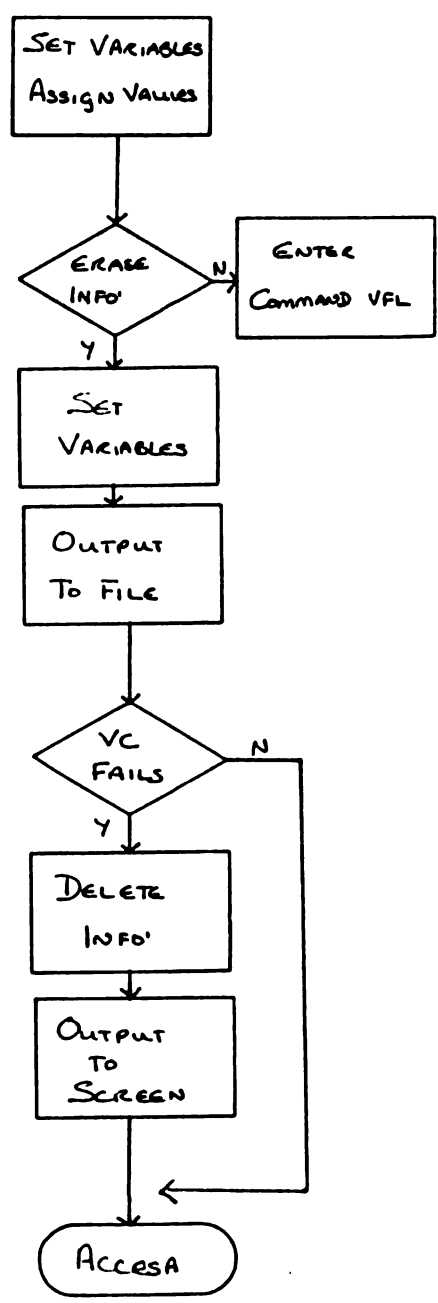 SET VARIABLES
ASSIGN VALUES
ERASE
INFO'
N
ENTER
COMMAND VFL
Y
SET
VARIABLES
OUTPUT
TO FILE
VC
FAILS
N
Y
DELETE
INFO'
OUTPUT
TO
SCREEN
ACCESA